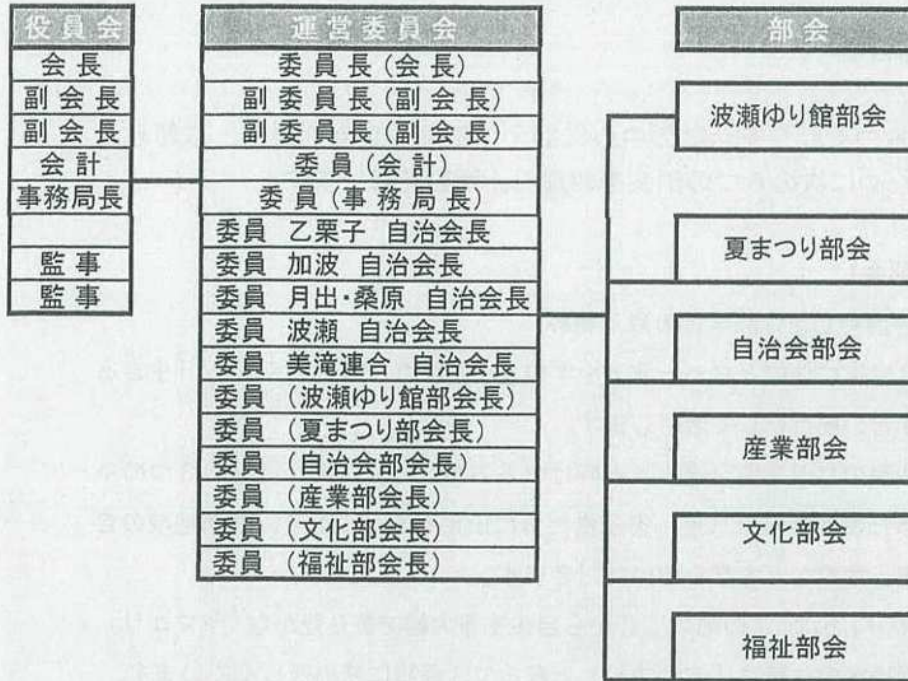 役員会
会長
副会長
副会長
会計
事務局長
監事
監事
運営委員会
委員長(会長)
副委員長(副会長)
副委員長(副会長)
委員(会計)
委員(事務局長)
委員 乙栗子 自治会長
委員 加波 自治会長
委員 月出・桑原 自治会長
委員 波瀬 自治会長
委員 美滝連合 自治会長
委員 (波瀬ゆり館部会長)
委員 (夏まつり部会長)
委員 (自治会部会長)
委員 (産業部会長)
委員 (文化部会長)
委員 (福祉部会長)
部会
波瀬ゆり館部会
夏まつり部会
自治会部会
産業部会
文化部会
福祉部会